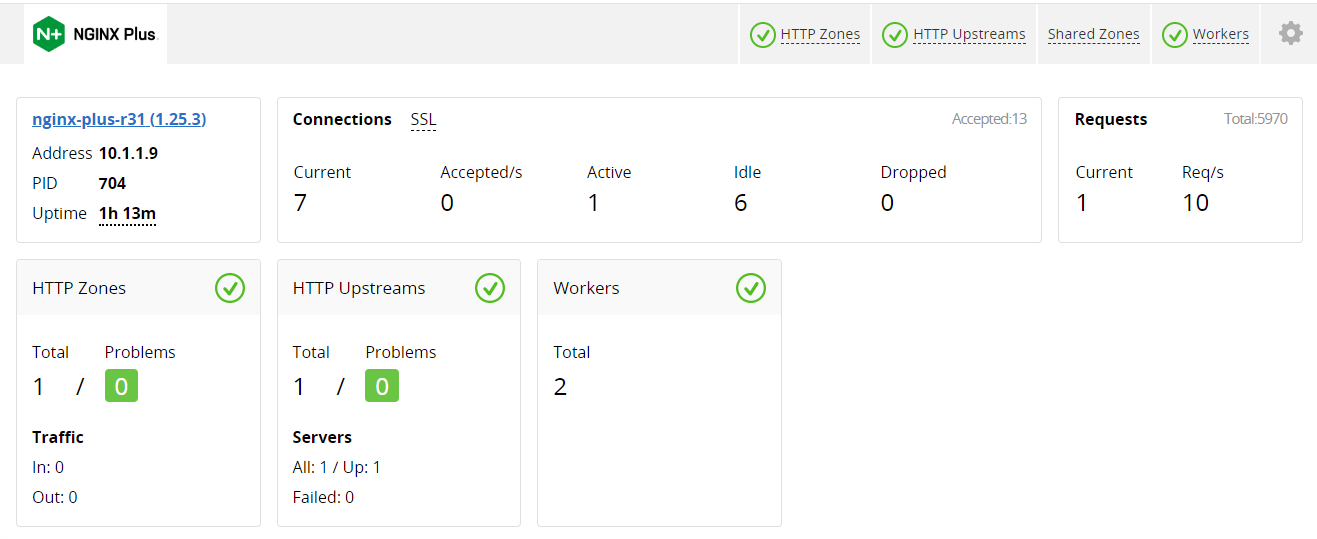 N+ NGINX Plus
HTTP Zones HTTP Upstreams Shared Zones Workers
nginx-plus-r31 (1.25.3)
Address 10.1.1.9
PID 704
Uptime 1h 13m
Connections SSL Accepted:13
Current Accepted/s Active Idle Dropped
7 0 1 6 0
Requests Total:5970
Current Req/s
1 10
HTTP Zones
Total Problems
1 / 0
Traffic
In: 0
Out: 0
HTTP Upstreams
Total Problems
1 / 0
Servers
All: 1 / Up: 1
Failed: 0
Workers
Total
2